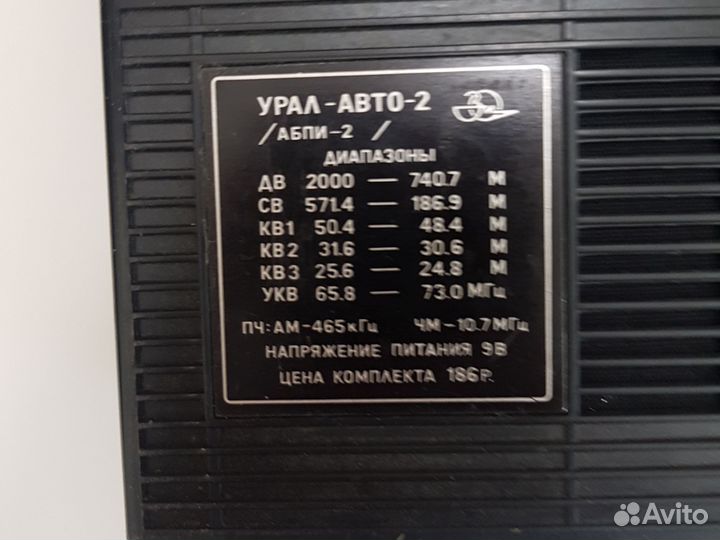 УРАЛ-АВТО-2
/АБПИ-2 /
ДИАПАЗОНЫ
ДВ 2000 — 740.7 М
СВ 571.4 — 186.9 М
КВ1 50.4 — 48.4 М
КВ2 31.6 — 30.6 М
КВ3 25.6 — 24.8 М
УКВ 65.8 — 73.0 МГц
ПЧ: АМ-465кГц ЧМ-10.7МГц
НАПРЯЖЕНИЕ ПИТАНИЯ 9В
ЦЕНА КОМПЛЕКТА 186Р.
Avito